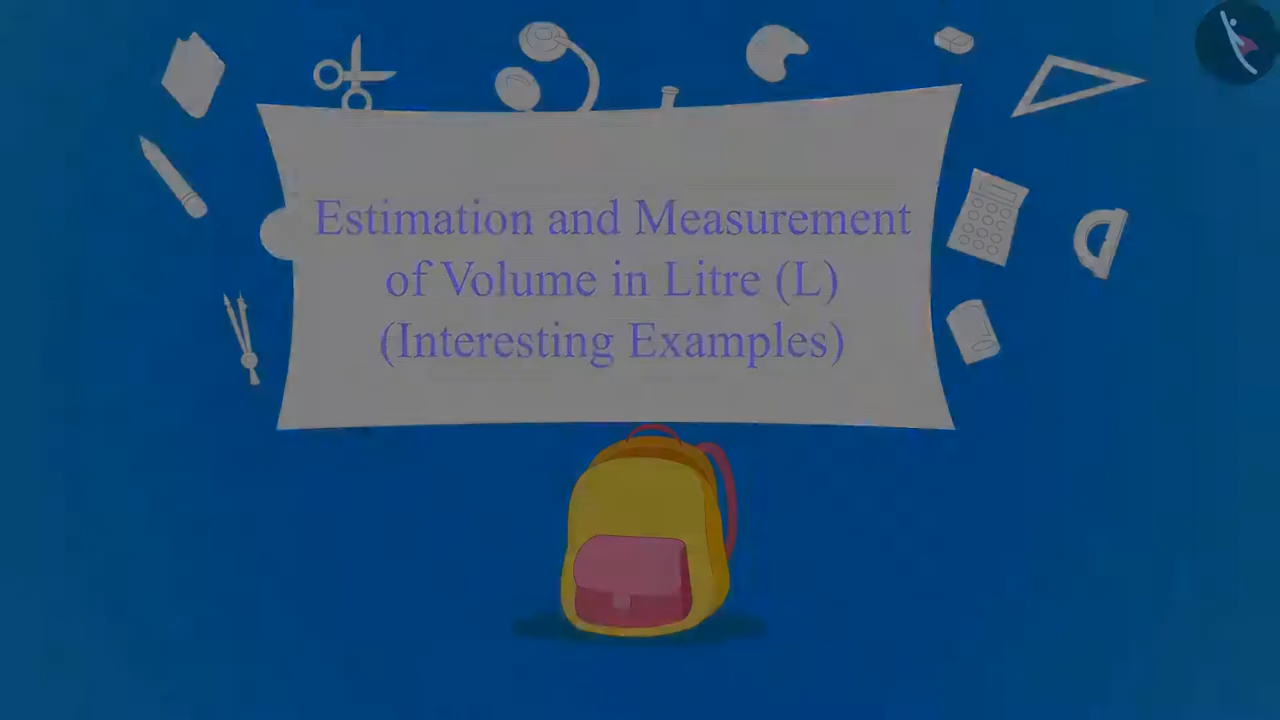 Estimation and Measurement
of Volume in Litre (L)
(Interesting Examples)